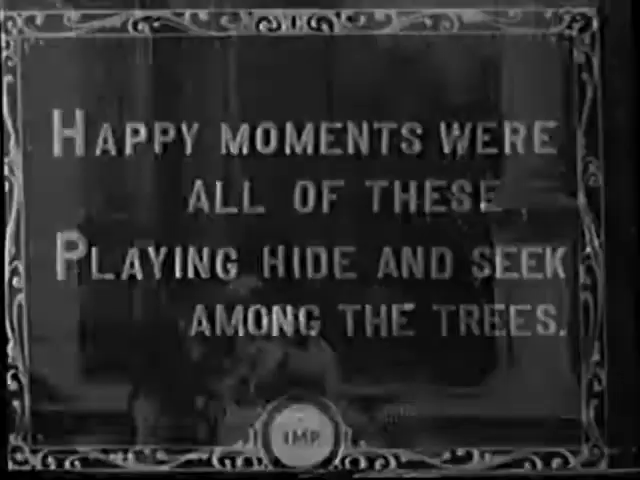 HAPPY MOMENTS WERE
ALL OF THESE,
PLAYING HIDE AND SEEK
AMONG THE TREES.
IMP